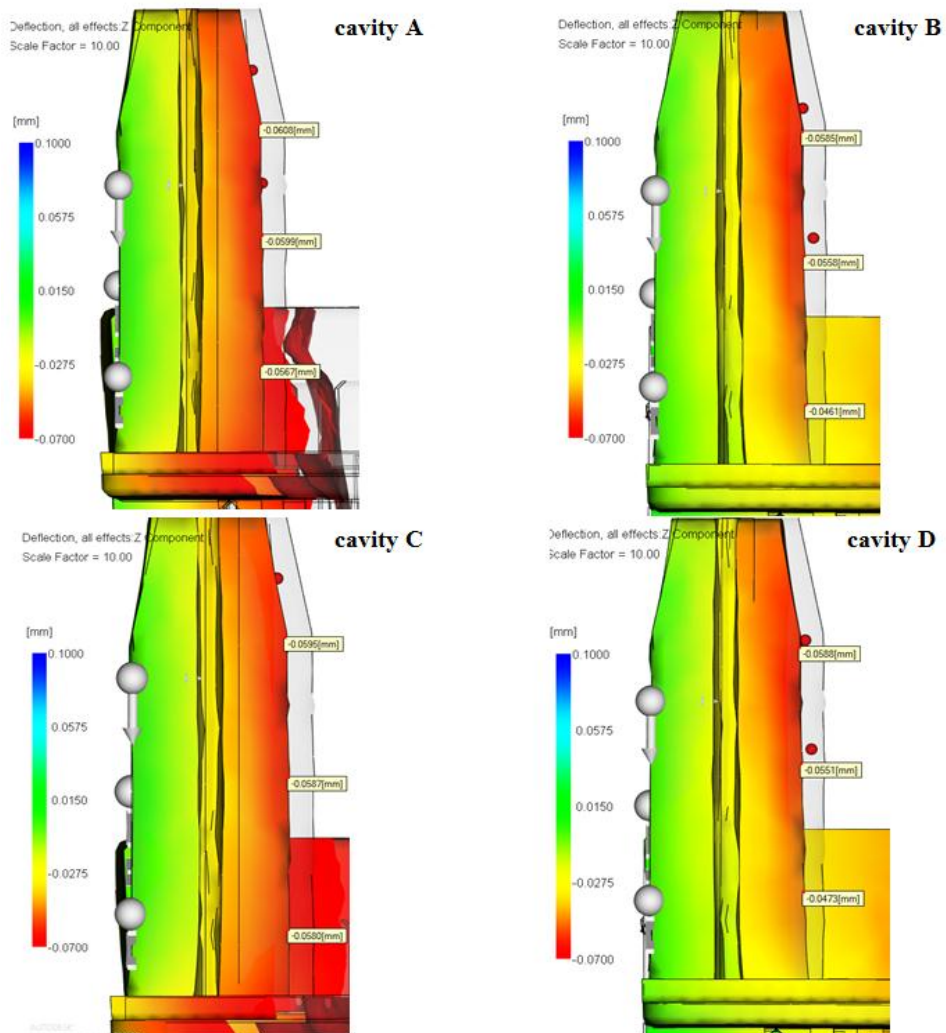 Deflection, all effects:Z Component
Scale Factor = 10.00
cavity A
[mm]
0.1000
0.0575
0.0150
-0.0275
-0.0700
-0.0608[mm]
-0.0599[mm]
-0.0567[mm]
Deflection, all effects:Z Component
Scale Factor = 10.00
cavity B
[mm]
0.1000
0.0575
0.0150
-0.0275
-0.0700
-0.0585[mm]
-0.0558[mm]
-0.0461[mm]
Deflection, all effects:Z Component
Scale Factor = 10.00
cavity C
[mm]
0.1000
0.0575
0.0150
-0.0275
-0.0700
-0.0595[mm]
-0.0587[mm]
-0.0580[mm]
AUTODESK
Deflection, all effects:Z Component
Scale Factor = 10.00
cavity D
[mm]
0.1000
0.0575
0.0150
-0.0275
-0.0700
-0.0588[mm]
-0.0551[mm]
-0.0473[mm]